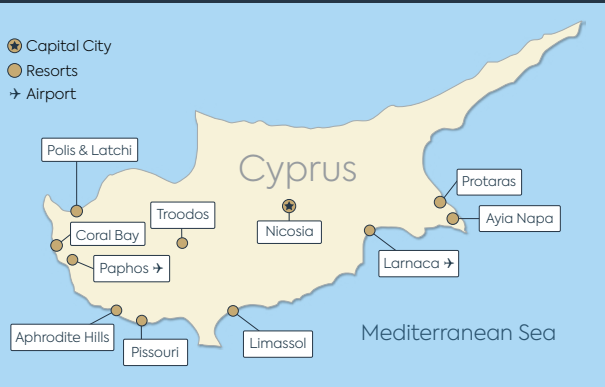 Capital City
Resorts
Airport
Polis & Latchi
Cyprus
Protaras
Troodos
Ayia Napa
Coral Bay
Nicosia
Paphos
Larnaca
Aphrodite Hills
Pissouri
Limassol
Mediterranean Sea